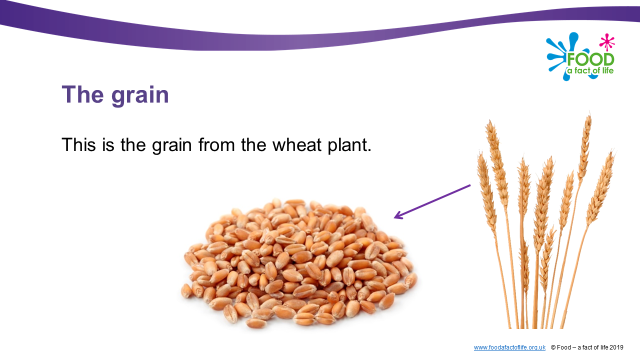 FOOD
a fact of life
The grain
This is the grain from the wheat plant.
www.foodafactoflife.org.uk © Food – a fact of life 2019